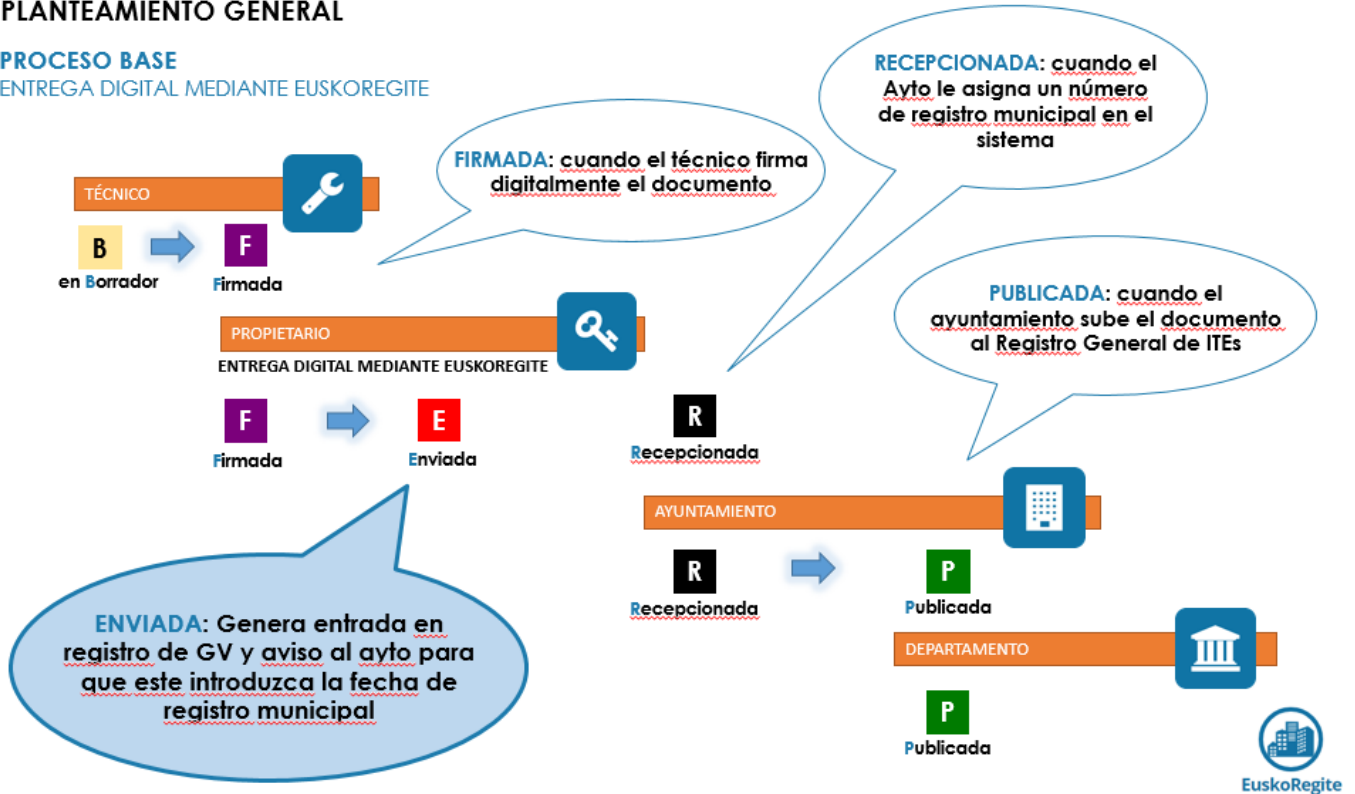 PLANTEAMIENTO GENERAL
PROCESO BASE
ENTREGA DIGITAL MEDIANTE EUSKOREGITE
RECEPCIONADA: cuando el
Ayto le asigna un número
de registro municipal en el
sistema
FIRMADA: cuando el técnico firma
digitalmente el documento
TÉCNICO
B
F
en Borrador
Firmada
PUBLICADA: cuando el
ayuntamiento sube el documento
al Registro General de ITEs
PROPIETARIO
ENTREGA DIGITAL MEDIANTE EUSKOREGITE
F
E
Firmada
Enviada
R
Recepcionada
AYUNTAMIENTO
R
P
Recepcionada
Publicada
ENVIADA: Genera entrada en
registro de GV y aviso al ayto para
que este introduzca la fecha de
registro municipal
DEPARTAMENTO
P
Publicada
EuskoRegite